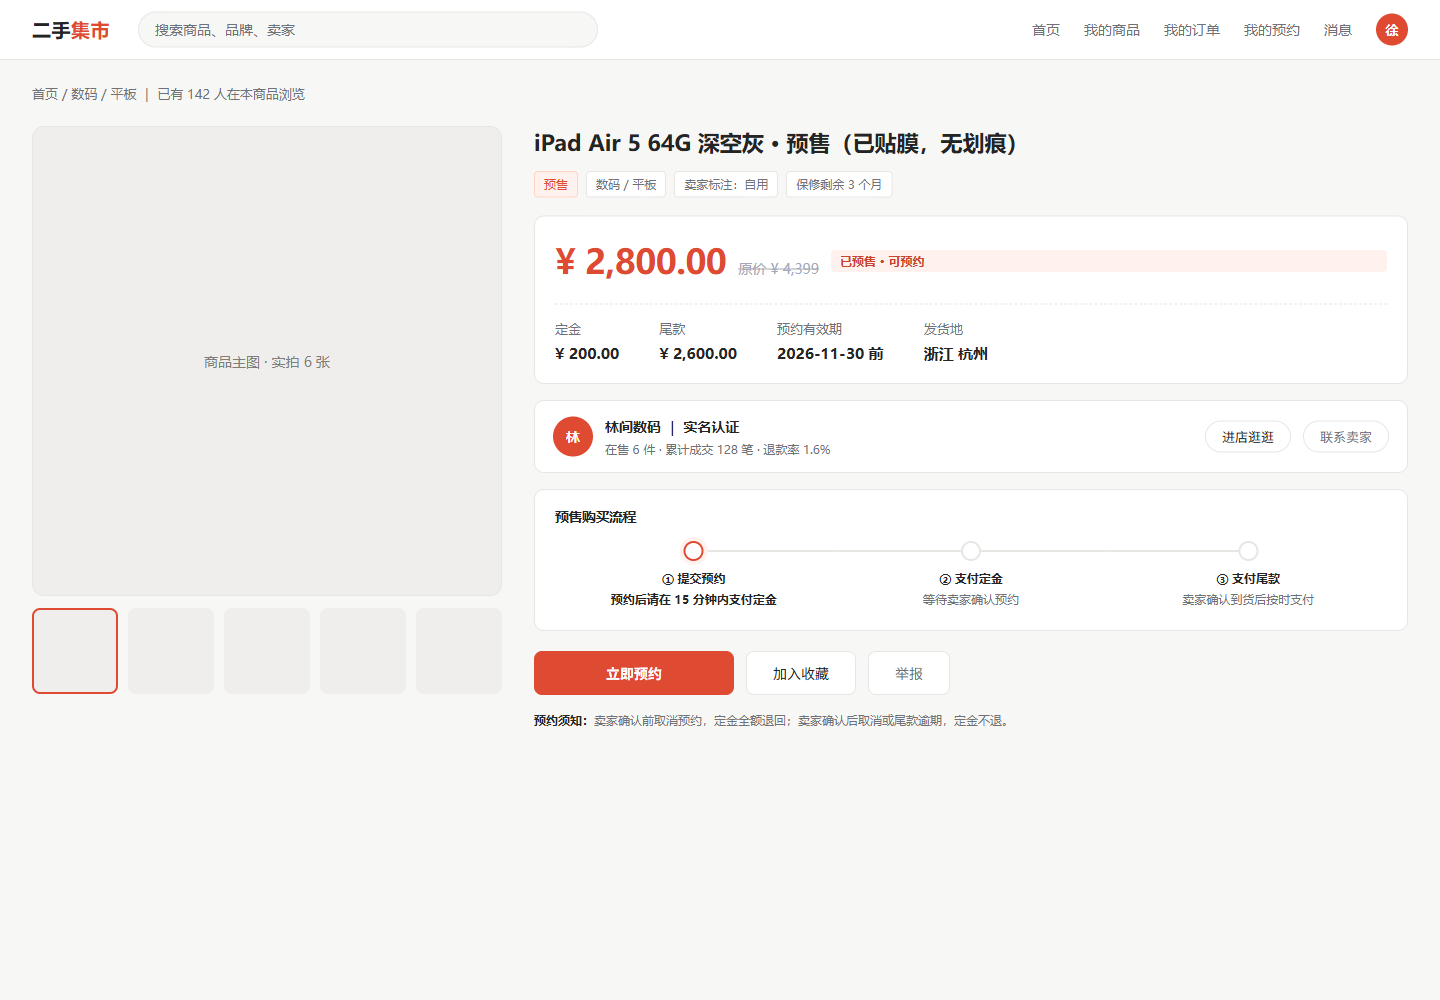 二手集市
搜索商品、品牌、卖家
首页 我的商品 我的订单 我的预约 消息 徐
首页 / 数码 / 平板 ｜ 已有 142 人在本商品浏览
商品主图 · 实拍 6 张
iPad Air 5 64G 深空灰 • 预售（已贴膜，无划痕）
预售 数码 / 平板 卖家标注：自用 保修剩余 3 个月
¥ 2,800.00 原价 ¥ 4,399 已预售 • 可预约
定金 尾款 预约有效期 发货地
¥ 200.00 ¥ 2,600.00 2026-11-30 前 浙江 杭州
林 林间数码 ｜ 实名认证
在售 6 件 · 累计成交 128 笔 · 退款率 1.6%
进店逛逛 联系卖家
预售购买流程
① 提交预约 ② 支付定金 ③ 支付尾款
预约后请在 15 分钟内支付定金 等待卖家确认预约 卖家确认到货后按时支付
立即预约 加入收藏 举报
预约须知：卖家确认前取消预约，定金全额退回；卖家确认后取消或尾款逾期，定金不退。